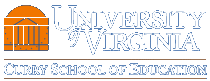 UNIVERSITY
of VIRGINIA
CURRY SCHOOL OF EDUCATION